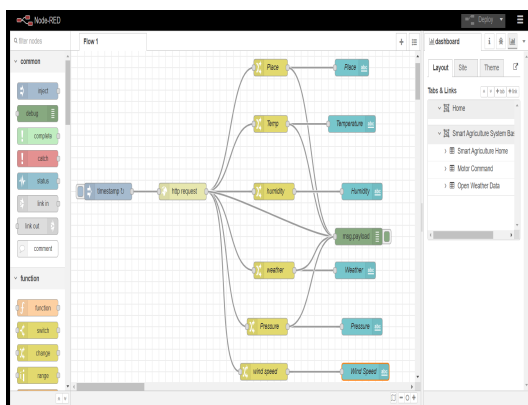 Node-RED
Deploy
filter nodes
Flow 1
dashboard
common
inject
debug
complete
catch
status
link in
link out
comment
function
function
switch
change
range
timestamp ↻
http request
Place
Place
Temp
Temperature
humidity
Humidity
msg.payload
weather
Weather
Pressure
Pressure
wind speed
Wind Speed
Layout
Site
Theme
Tabs & Links
Home
Smart Agriculture System Bas
Smart Agriculture Home
Motor Command
Open Weather Data